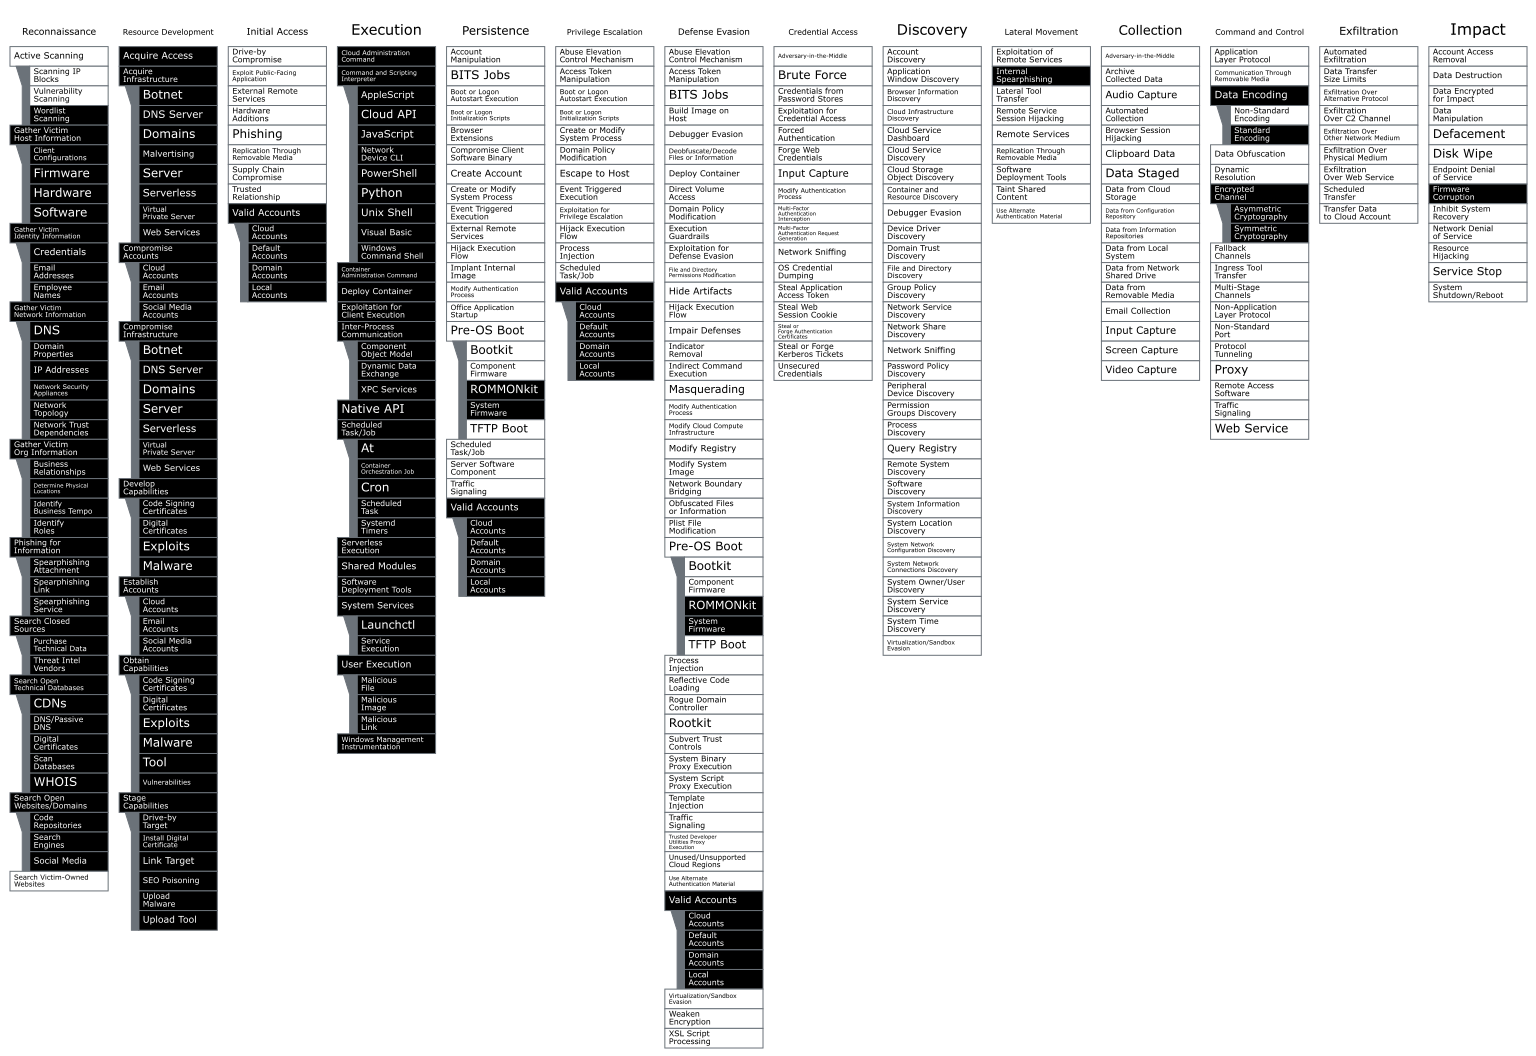 Reconnaissance
Active Scanning
Scanning IP
Blocks
Vulnerability
Scanning
Wordlist
Scanning
Gather Victim
Host Information
Client
Configurations
Firmware
Hardware
Software
Gather Victim
Identity Information
Credentials
Email
Addresses
Employee
Names
Gather Victim
Network Information
DNS
Domain
Properties
IP Addresses
Network Security
Appliances
Network
Topology
Network Trust
Dependencies
Gather Victim
Org Information
Business
Relationships
Determine Physical
Locations
Identify
Business Tempo
Identify
Roles
Phishing for
Information
Spearphishing
Attachment
Spearphishing
Link
Spearphishing
Service
Search Closed
Sources
Purchase
Technical Data
Threat Intel
Vendors
Search Open
Technical Databases
CDNs
DNS/Passive
DNS
Digital
Certificates
Scan
Databases
WHOIS
Search Open
Websites/Domains
Code
Repositories
Search
Engines
Social Media
Search Victim-Owned
Websites
Resource Development
Acquire Access
Acquire
Infrastructure
Botnet
DNS Server
Domains
Malvertising
Server
Serverless
Virtual
Private Server
Web Services
Compromise
Accounts
Cloud
Accounts
Email
Accounts
Social Media
Accounts
Compromise
Infrastructure
Botnet
DNS Server
Domains
Server
Serverless
Virtual
Private Server
Web Services
Develop
Capabilities
Code Signing
Certificates
Digital
Certificates
Exploits
Malware
Establish
Accounts
Cloud
Accounts
Email
Accounts
Social Media
Accounts
Obtain
Capabilities
Code Signing
Certificates
Digital
Certificates
Exploits
Malware
Tool
Vulnerabilities
Stage
Capabilities
Drive-by
Target
Install Digital
Certificate
Link Target
SEO Poisoning
Upload
Malware
Upload Tool
Initial Access
Drive-by
Compromise
Exploit Public-Facing
Application
External Remote
Services
Hardware
Additions
Phishing
Replication Through
Removable Media
Supply Chain
Compromise
Trusted
Relationship
Valid Accounts
Cloud
Accounts
Default
Accounts
Domain
Accounts
Local
Accounts
Execution
Cloud Administration
Command
Command and Scripting
Interpreter
AppleScript
Cloud API
JavaScript
Network
Device CLI
PowerShell
Python
Unix Shell
Visual Basic
Windows
Command Shell
Container
Administration Command
Deploy Container
Exploitation for
Client Execution
Inter-Process
Communication
Component
Object Model
Dynamic Data
Exchange
XPC Services
Native API
Scheduled
Task/Job
At
Container
Orchestration Job
Cron
Scheduled
Task
Systemd
Timers
Serverless
Execution
Shared Modules
Software
Deployment Tools
System Services
Launchctl
Service
Execution
User Execution
Malicious
File
Malicious
Image
Malicious
Link
Windows Management
Instrumentation
Persistence
Account
Manipulation
BITS Jobs
Boot or Logon
Autostart Execution
Boot or Logon
Initialization Scripts
Browser
Extensions
Compromise Client
Software Binary
Create Account
Create or Modify
System Process
Event Triggered
Execution
External Remote
Services
Hijack Execution
Flow
Implant Internal
Image
Modify Authentication
Process
Office Application
Startup
Pre-OS Boot
Bootkit
Component
Firmware
ROMMONkit
System
Firmware
TFTP Boot
Scheduled
Task/Job
Server Software
Component
Traffic
Signaling
Valid Accounts
Cloud
Accounts
Default
Accounts
Domain
Accounts
Local
Accounts
Privilege Escalation
Abuse Elevation
Control Mechanism
Access Token
Manipulation
Boot or Logon
Autostart Execution
Boot or Logon
Initialization Scripts
Create or Modify
System Process
Domain Policy
Modification
Escape to Host
Event Triggered
Execution
Exploitation for
Privilege Escalation
Hijack Execution
Flow
Process
Injection
Scheduled
Task/Job
Valid Accounts
Cloud
Accounts
Default
Accounts
Domain
Accounts
Local
Accounts
Defense Evasion
Abuse Elevation
Control Mechanism
Access Token
Manipulation
BITS Jobs
Build Image on
Host
Debugger Evasion
Deobfuscate/Decode
Files or Information
Deploy Container
Direct Volume
Access
Domain Policy
Modification
Execution
Guardrails
Exploitation for
Defense Evasion
File and Directory
Permissions Modification
Hide Artifacts
Hijack Execution
Flow
Impair Defenses
Indicator
Removal
Indirect Command
Execution
Masquerading
Modify Authentication
Process
Modify Cloud Compute
Infrastructure
Modify Registry
Modify System
Image
Network Boundary
Bridging
Obfuscated Files
or Information
Plist File
Modification
Pre-OS Boot
Bootkit
Component
Firmware
ROMMONkit
System
Firmware
TFTP Boot
Process
Injection
Reflective Code
Loading
Rogue Domain
Controller
Rootkit
Subvert Trust
Controls
System Binary
Proxy Execution
System Script
Proxy Execution
Template
Injection
Traffic
Signaling
Trusted Developer
Utilities Proxy
Execution
Unused/Unsupported
Cloud Regions
Use Alternate
Authentication Material
Valid Accounts
Cloud
Accounts
Default
Accounts
Domain
Accounts
Local
Accounts
Virtualization/Sandbox
Evasion
Weaken
Encryption
XSL Script
Processing
Credential Access
Adversary-in-the-Middle
Brute Force
Credentials from
Password Stores
Exploitation for
Credential Access
Forced
Authentication
Forge Web
Credentials
Input Capture
Modify Authentication
Process
Multi-Factor
Authentication
Interception
Multi-Factor
Authentication Request
Generation
Network Sniffing
OS Credential
Dumping
Steal Application
Access Token
Steal Web
Session Cookie
Steal or
Forge Authentication
Certificates
Steal or Forge
Kerberos Tickets
Unsecured
Credentials
Discovery
Account
Discovery
Application
Window Discovery
Browser Information
Discovery
Cloud Infrastructure
Discovery
Cloud Service
Dashboard
Cloud Service
Discovery
Cloud Storage
Object Discovery
Container and
Resource Discovery
Debugger Evasion
Device Driver
Discovery
Domain Trust
Discovery
File and Directory
Discovery
Group Policy
Discovery
Network Service
Discovery
Network Share
Discovery
Network Sniffing
Password Policy
Discovery
Peripheral
Device Discovery
Permission
Groups Discovery
Process
Discovery
Query Registry
Remote System
Discovery
Software
Discovery
System Information
Discovery
System Location
Discovery
System Network
Configuration Discovery
System Network
Connections Discovery
System Owner/User
Discovery
System Service
Discovery
System Time
Discovery
Virtualization/Sandbox
Evasion
Lateral Movement
Exploitation of
Remote Services
Internal
Spearphishing
Lateral Tool
Transfer
Remote Service
Session Hijacking
Remote Services
Replication Through
Removable Media
Software
Deployment Tools
Taint Shared
Content
Use Alternate
Authentication Material
Collection
Adversary-in-the-Middle
Archive
Collected Data
Audio Capture
Automated
Collection
Browser Session
Hijacking
Clipboard Data
Data Staged
Data from Cloud
Storage
Data from Configuration
Repository
Data from Information
Repositories
Data from Local
System
Data from Network
Shared Drive
Data from
Removable Media
Email Collection
Input Capture
Screen Capture
Video Capture
Command and Control
Application
Layer Protocol
Communication Through
Removable Media
Data Encoding
Non-Standard
Encoding
Standard
Encoding
Data Obfuscation
Dynamic
Resolution
Encrypted
Channel
Asymmetric
Cryptography
Symmetric
Cryptography
Fallback
Channels
Ingress Tool
Transfer
Multi-Stage
Channels
Non-Application
Layer Protocol
Non-Standard
Port
Protocol
Tunneling
Proxy
Remote Access
Software
Traffic
Signaling
Web Service
Exfiltration
Automated
Exfiltration
Data Transfer
Size Limits
Exfiltration Over
Alternative Protocol
Exfiltration
Over C2 Channel
Exfiltration Over
Other Network Medium
Exfiltration Over
Physical Medium
Exfiltration
Over Web Service
Scheduled
Transfer
Transfer Data
to Cloud Account
Impact
Account Access
Removal
Data Destruction
Data Encrypted
for Impact
Data
Manipulation
Defacement
Disk Wipe
Endpoint Denial
of Service
Firmware
Corruption
Inhibit System
Recovery
Network Denial
of Service
Resource
Hijacking
Service Stop
System
Shutdown/Reboot